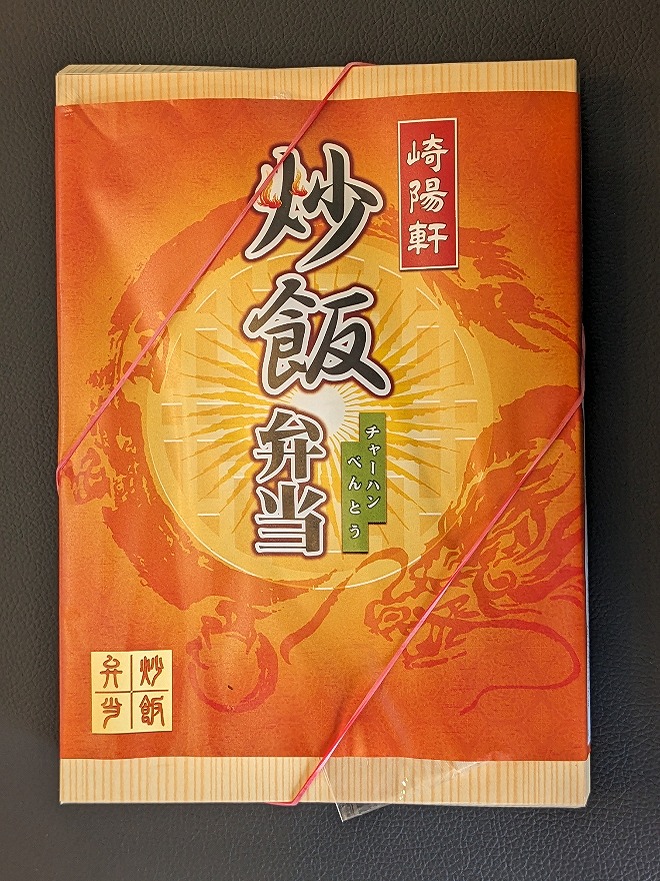 崎陽軒
炒飯
弁当
チャーハン
べんとう
炒飯
弁当